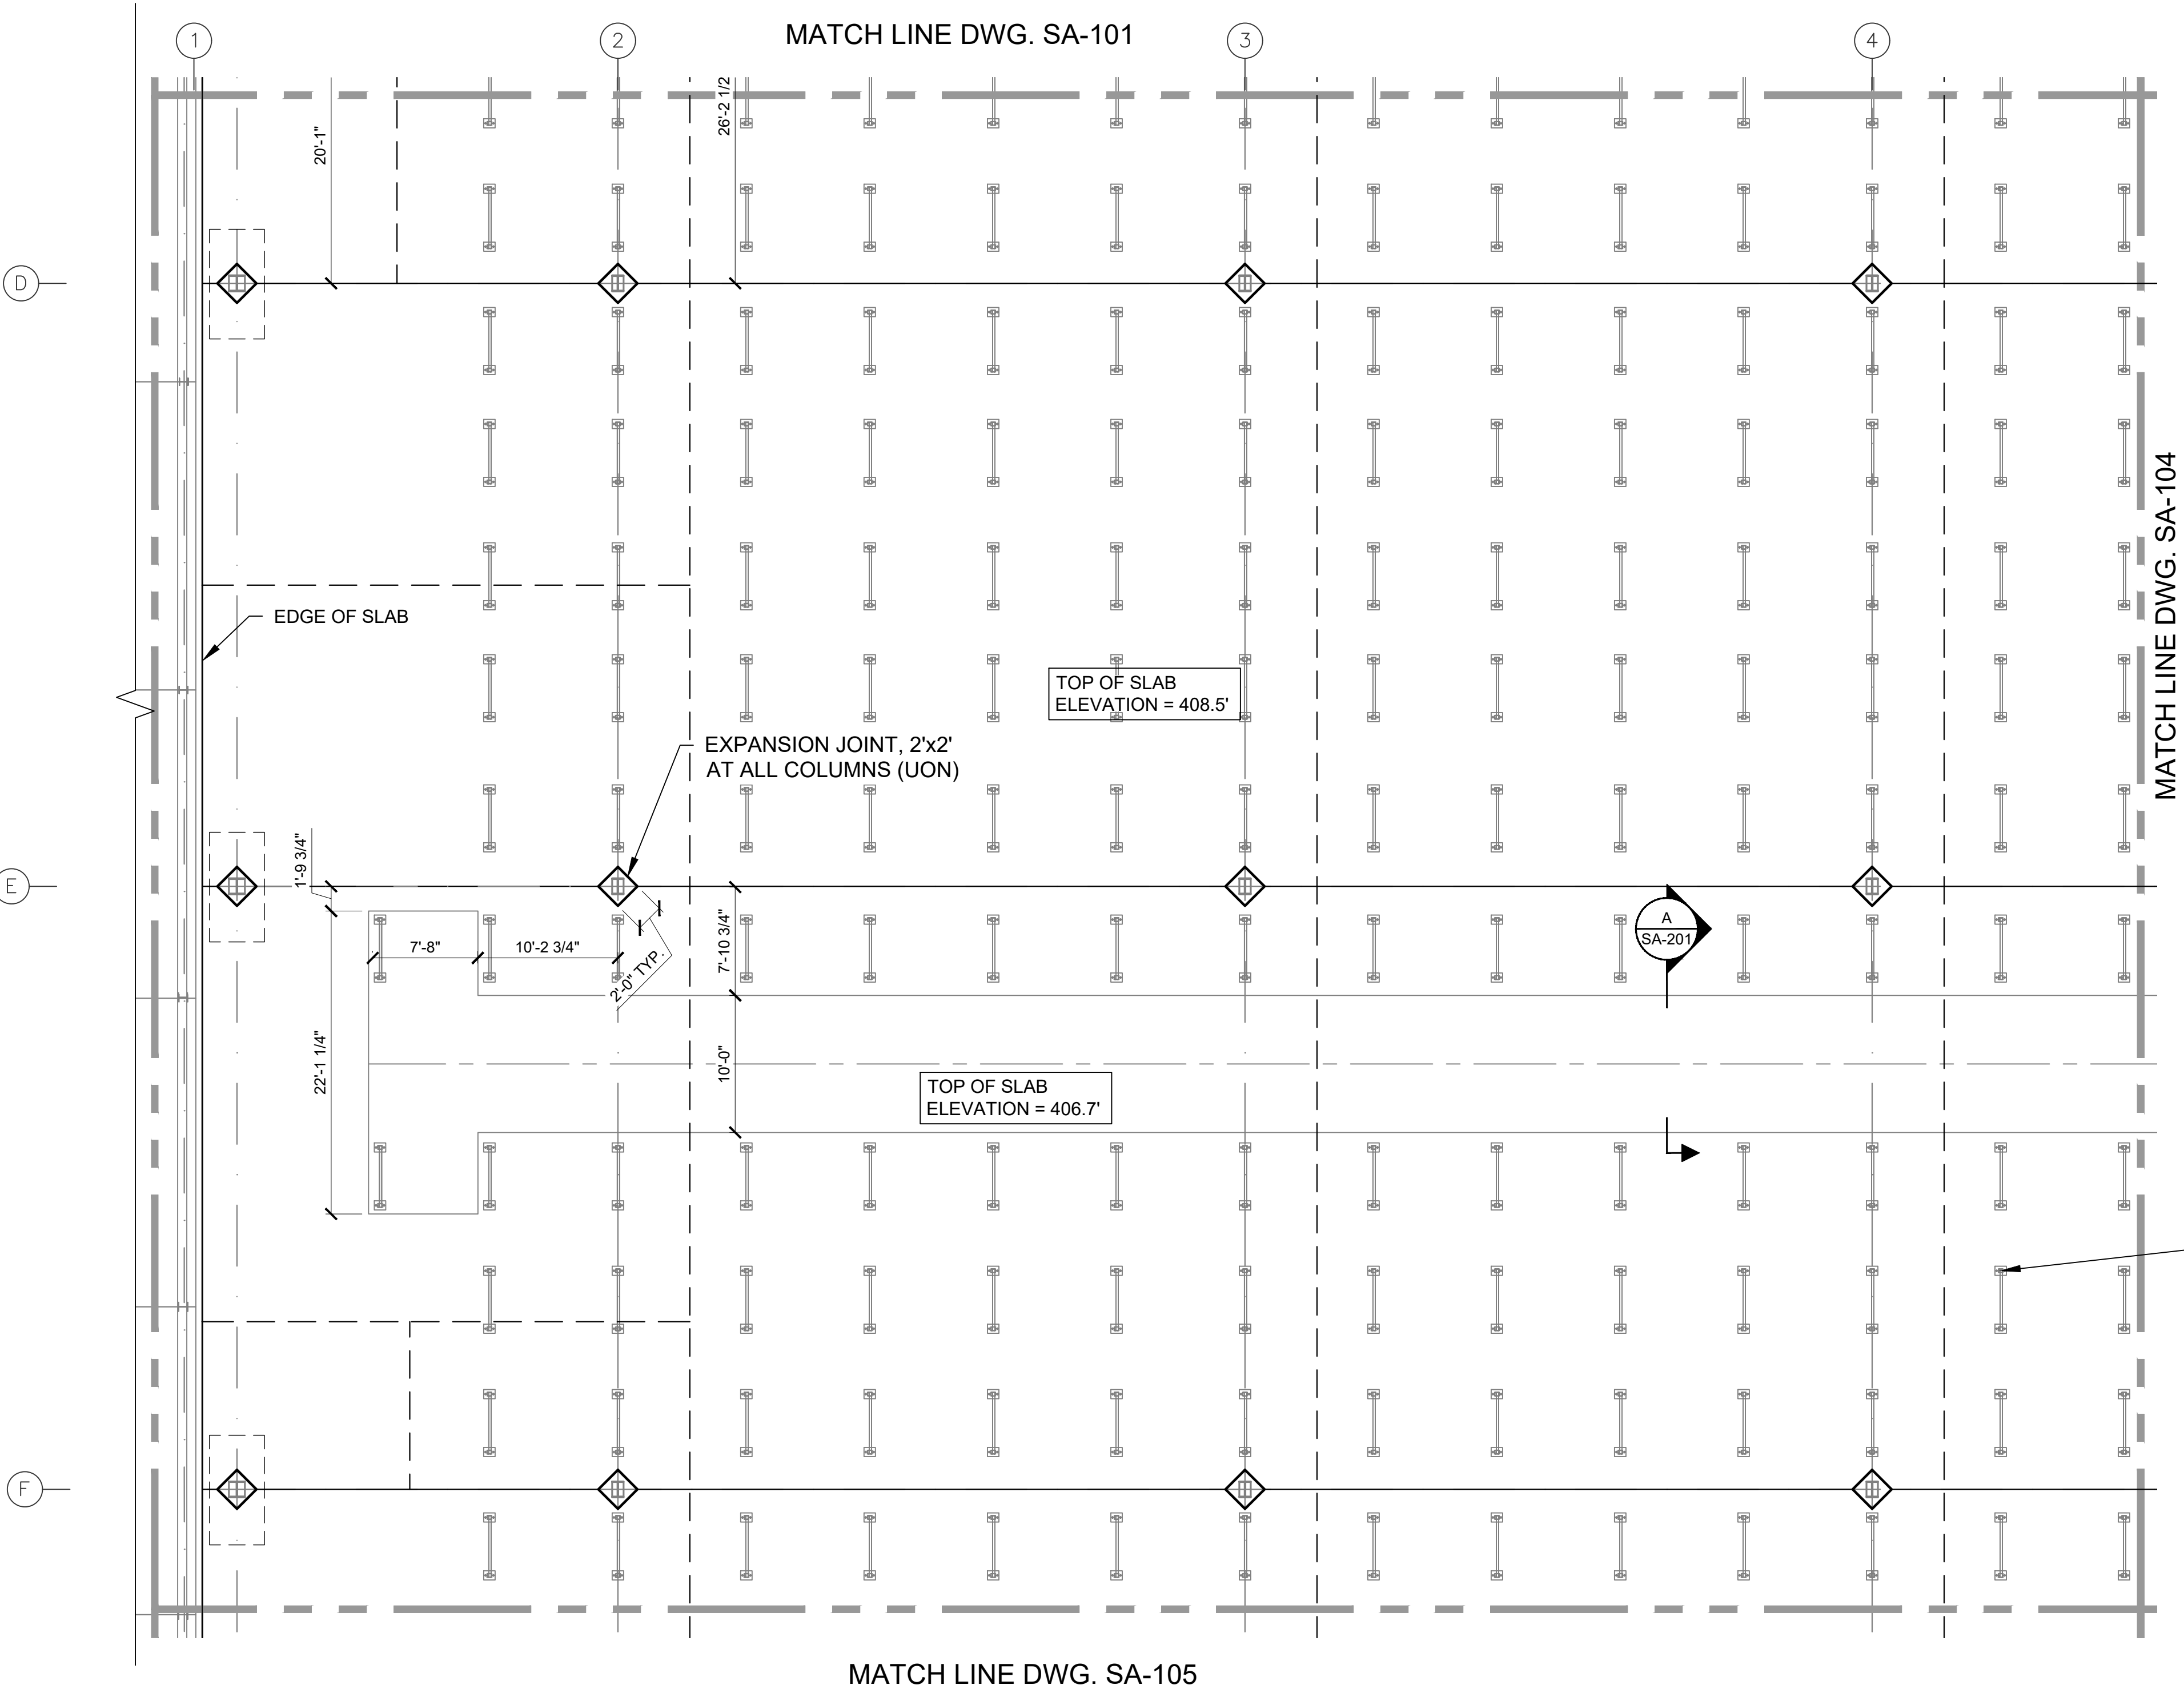 1
2
MATCH LINE DWG. SA-101
3
4
20'-1"
26'-2 1/2
D
MATCH LINE DWG. SA-104
EDGE OF SLAB
TOP OF SLAB
ELEVATION = 408.5'
EXPANSION JOINT, 2'x2'
AT ALL COLUMNS (UON)
1'-9 3/4"
E
7'-8"
10'-2 3/4"
2'-0" TYP.
7'-10 3/4"
A
SA-201
22'-1 1/4"
10'-0"
TOP OF SLAB
ELEVATION = 406.7'
F
MATCH LINE DWG. SA-105